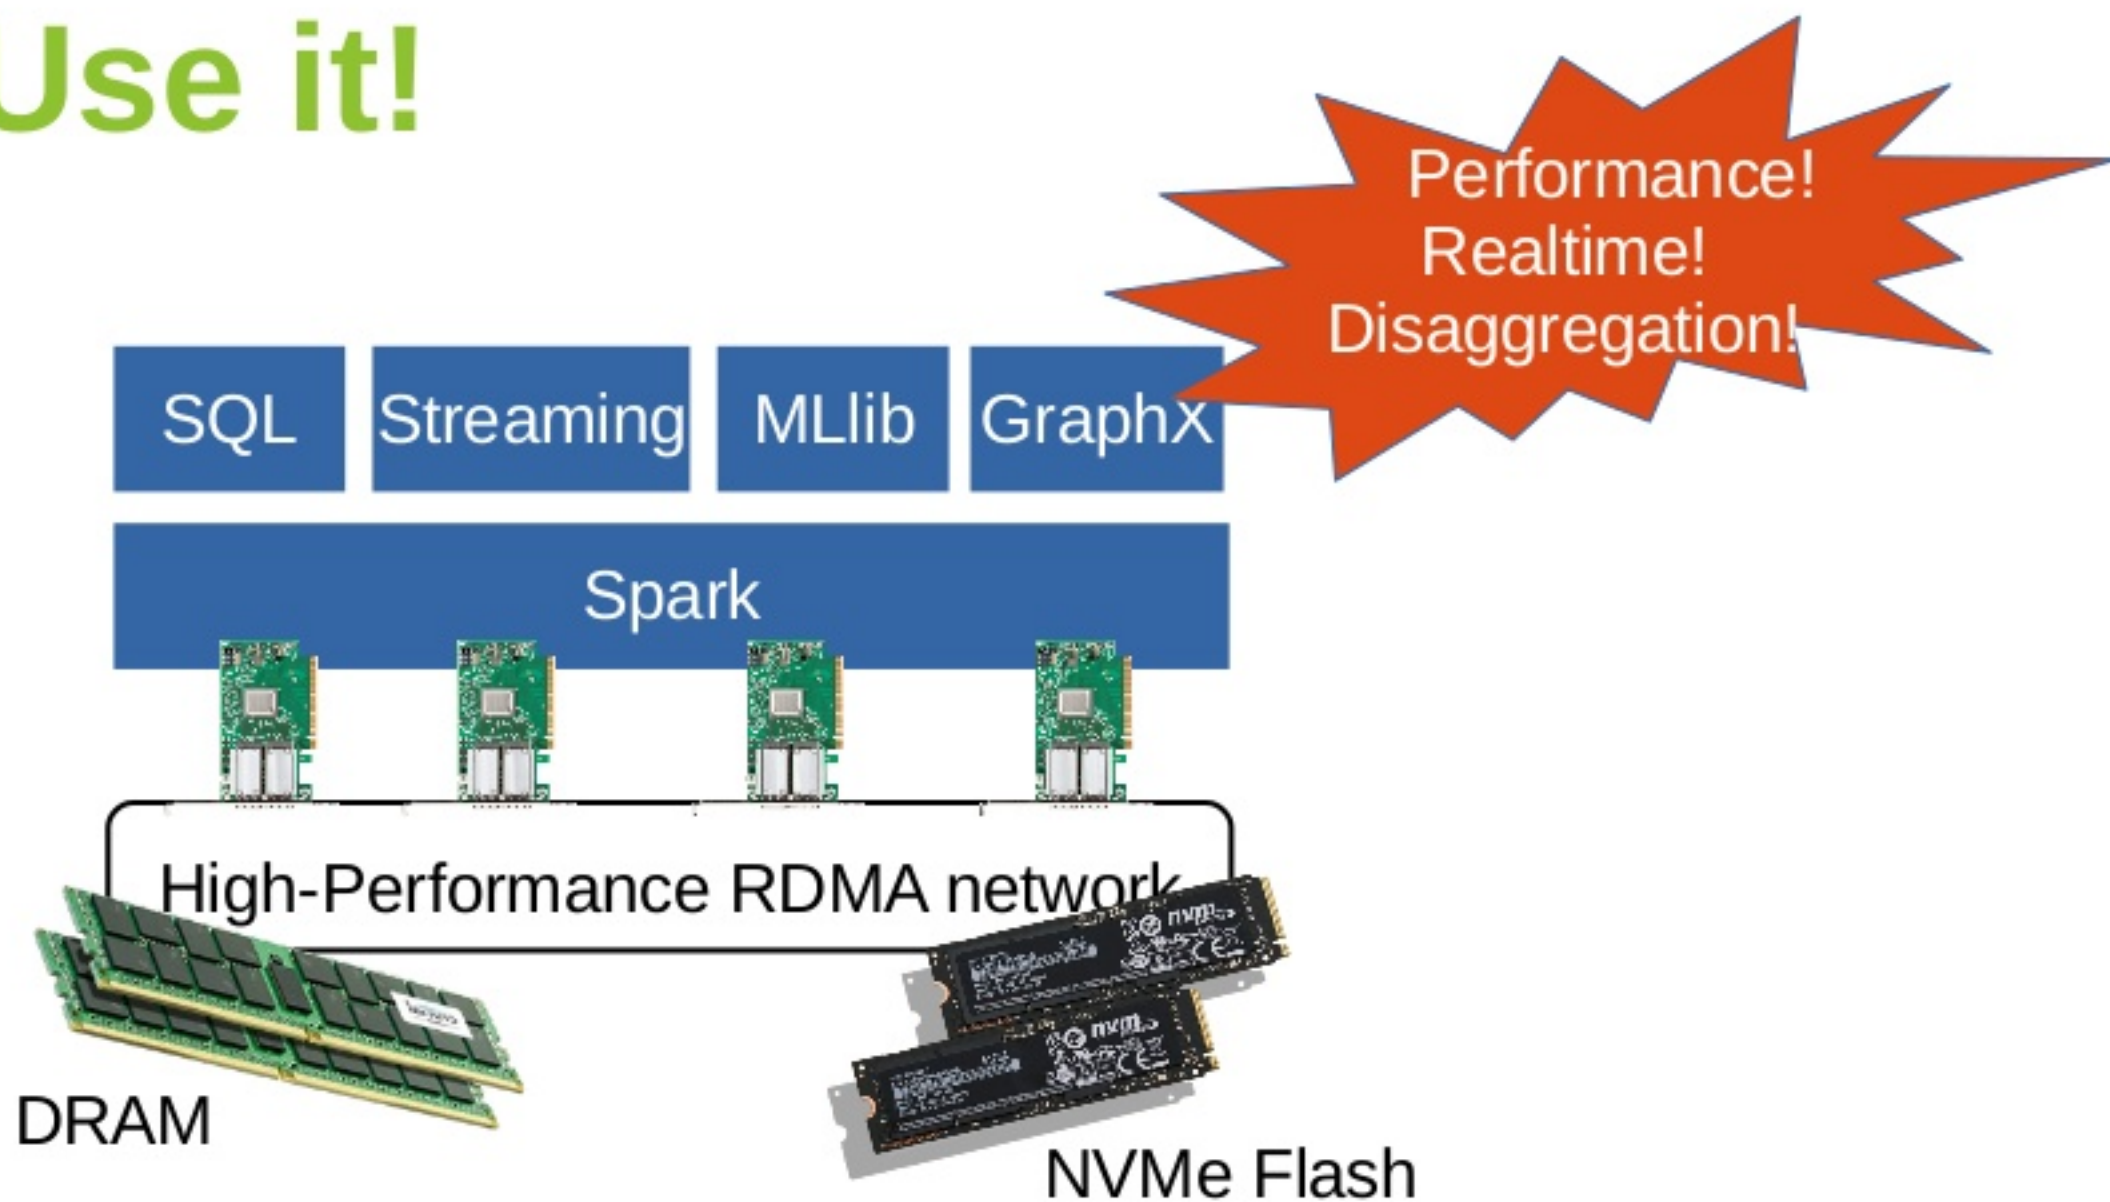 Use it!
Performance!
Realtime!
Disaggregation!
SQL
Streaming
MLlib
GraphX
Spark
High-Performance RDMA network
DRAM
NVMe Flash